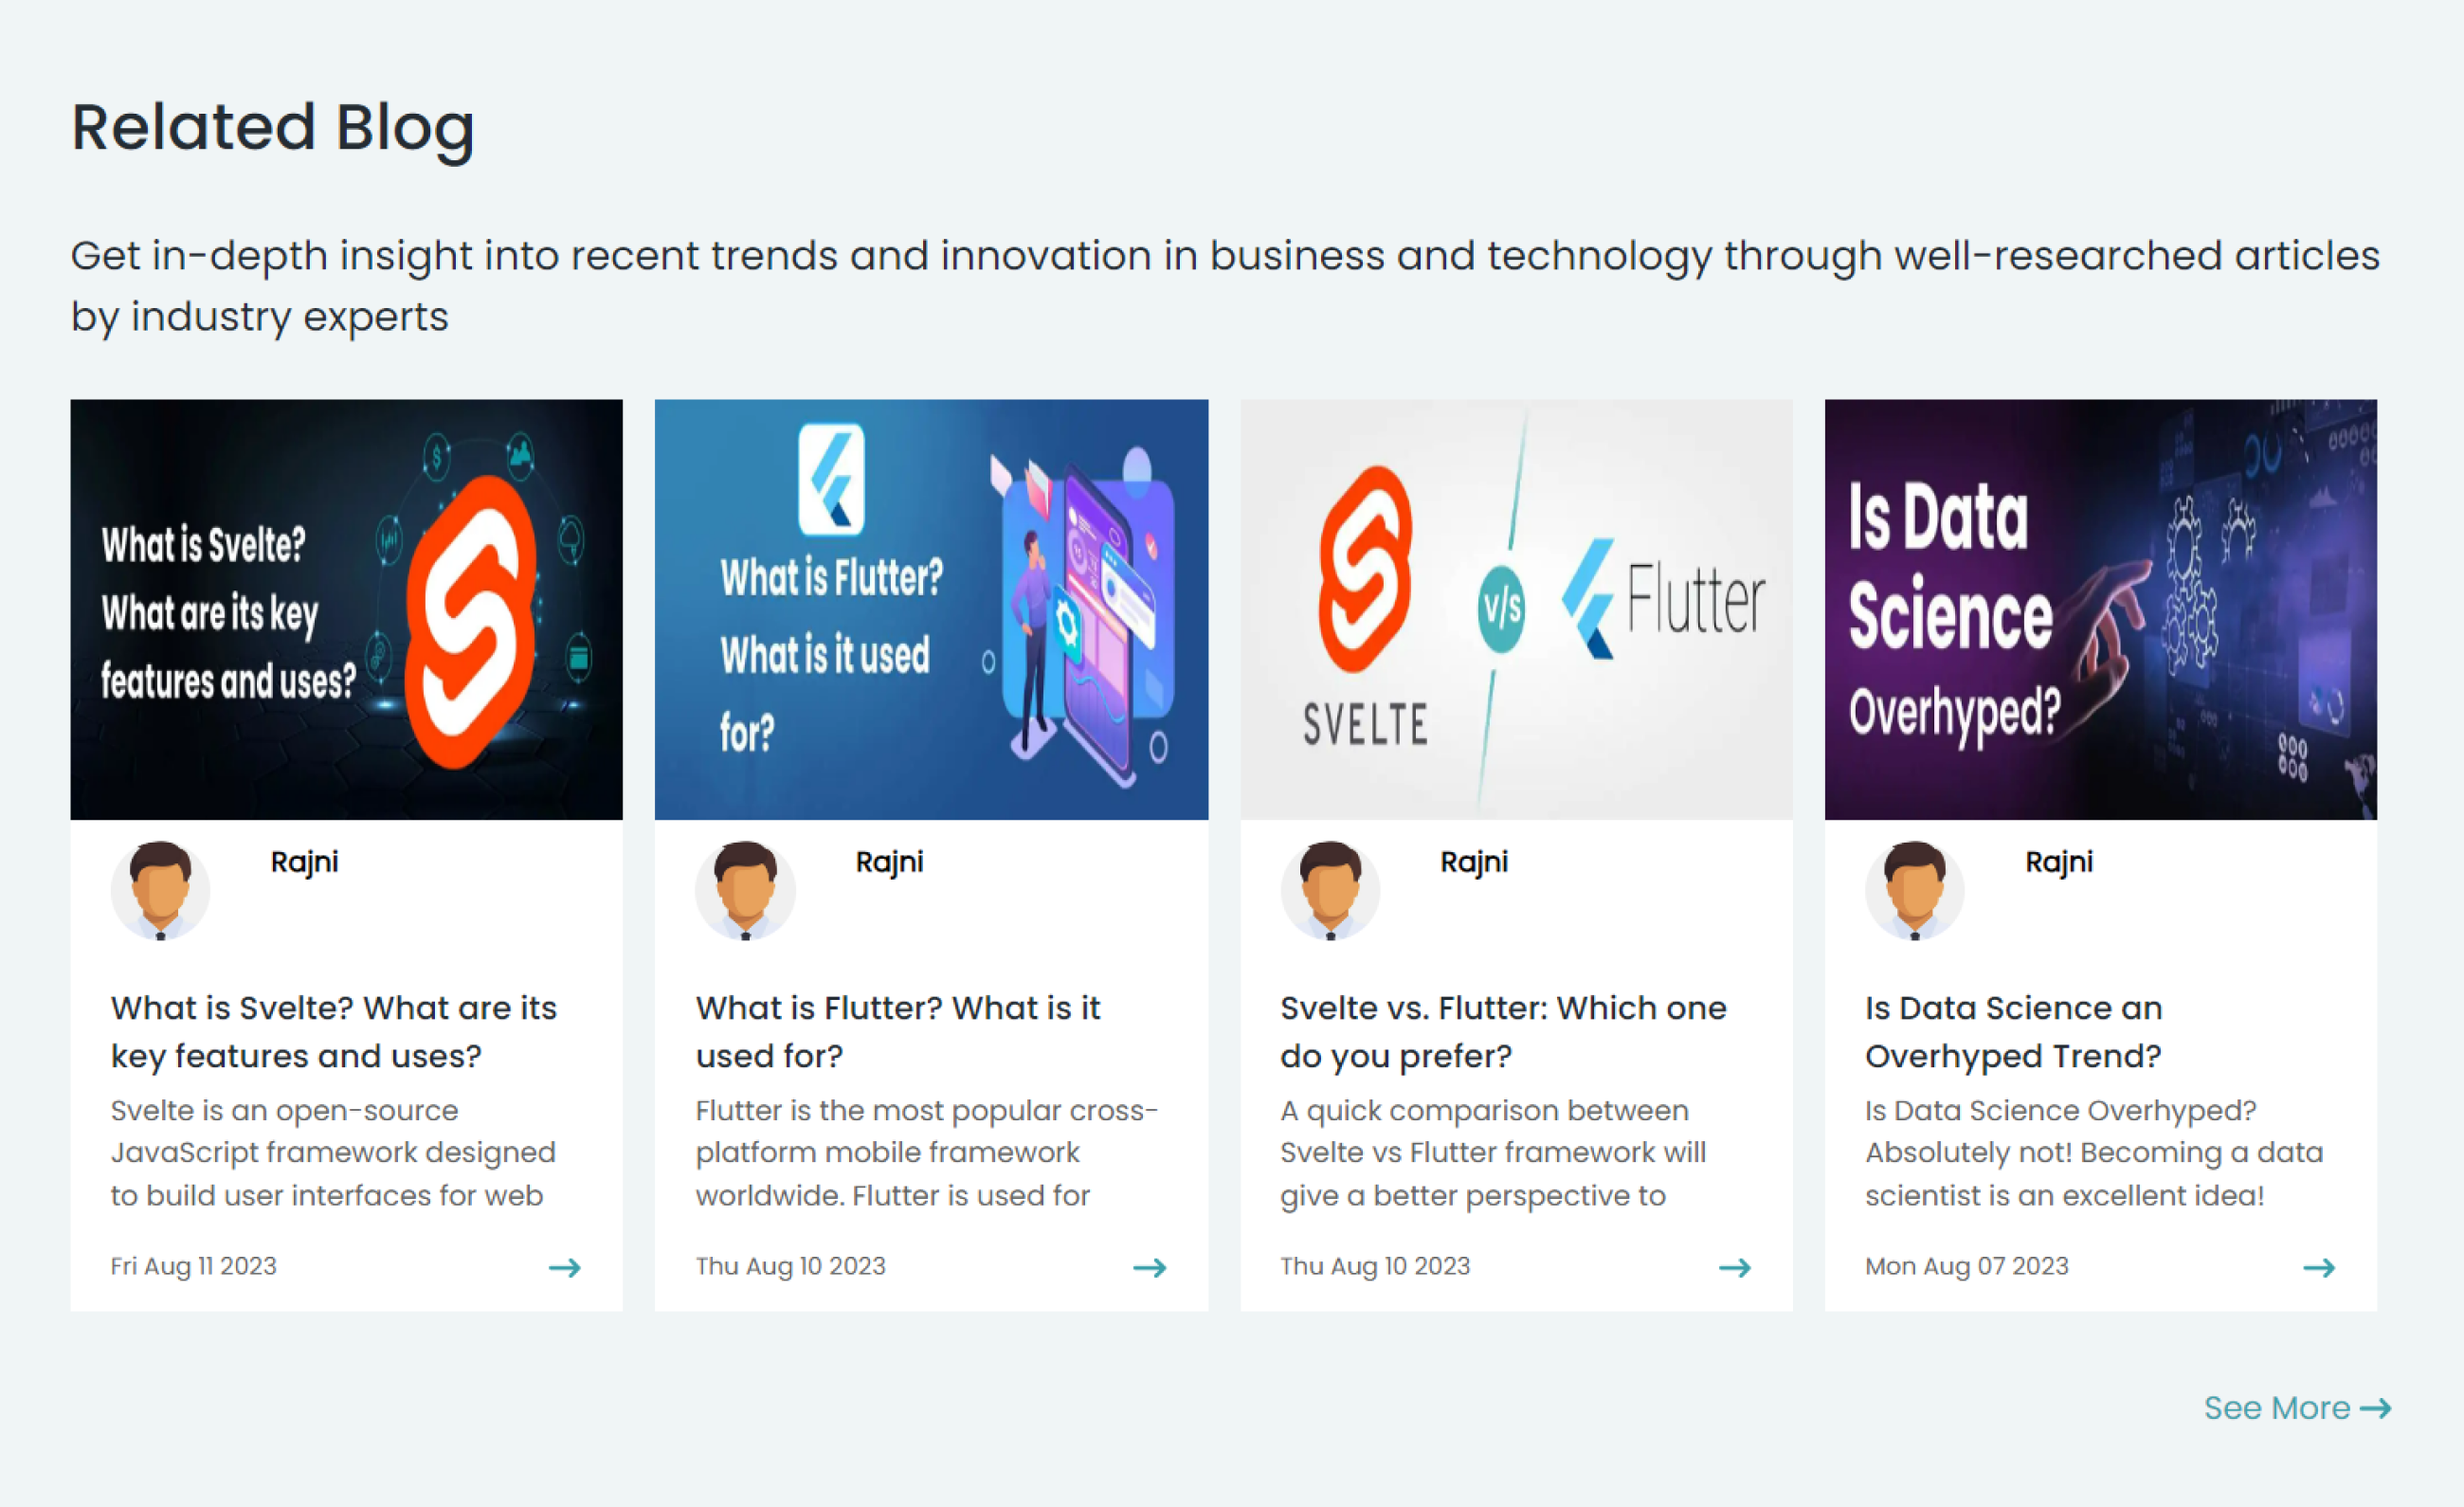 Related Blog
Get in-depth insight into recent trends and innovation in business and technology through well-researched articles
by industry experts
What is Svelte?
What are its key
features and uses?
What is Flutter?
What is it used
for?
SVELTE
v/s
Flutter
Is Data
Science
Overhyped?
Rajni
What is Svelte? What are its
key features and uses?
Svelte is an open-source
JavaScript framework designed
to build user interfaces for web
Fri Aug 11 2023
Rajni
What is Flutter? What is it
used for?
Flutter is the most popular cross-
platform mobile framework
worldwide. Flutter is used for
Thu Aug 10 2023
Rajni
Svelte vs. Flutter: Which one
do you prefer?
A quick comparison between
Svelte vs Flutter framework will
give a better perspective to
Thu Aug 10 2023
Rajni
Is Data Science an
Overhyped Trend?
Is Data Science Overhyped?
Absolutely not! Becoming a data
scientist is an excellent idea!
Mon Aug 07 2023
See More